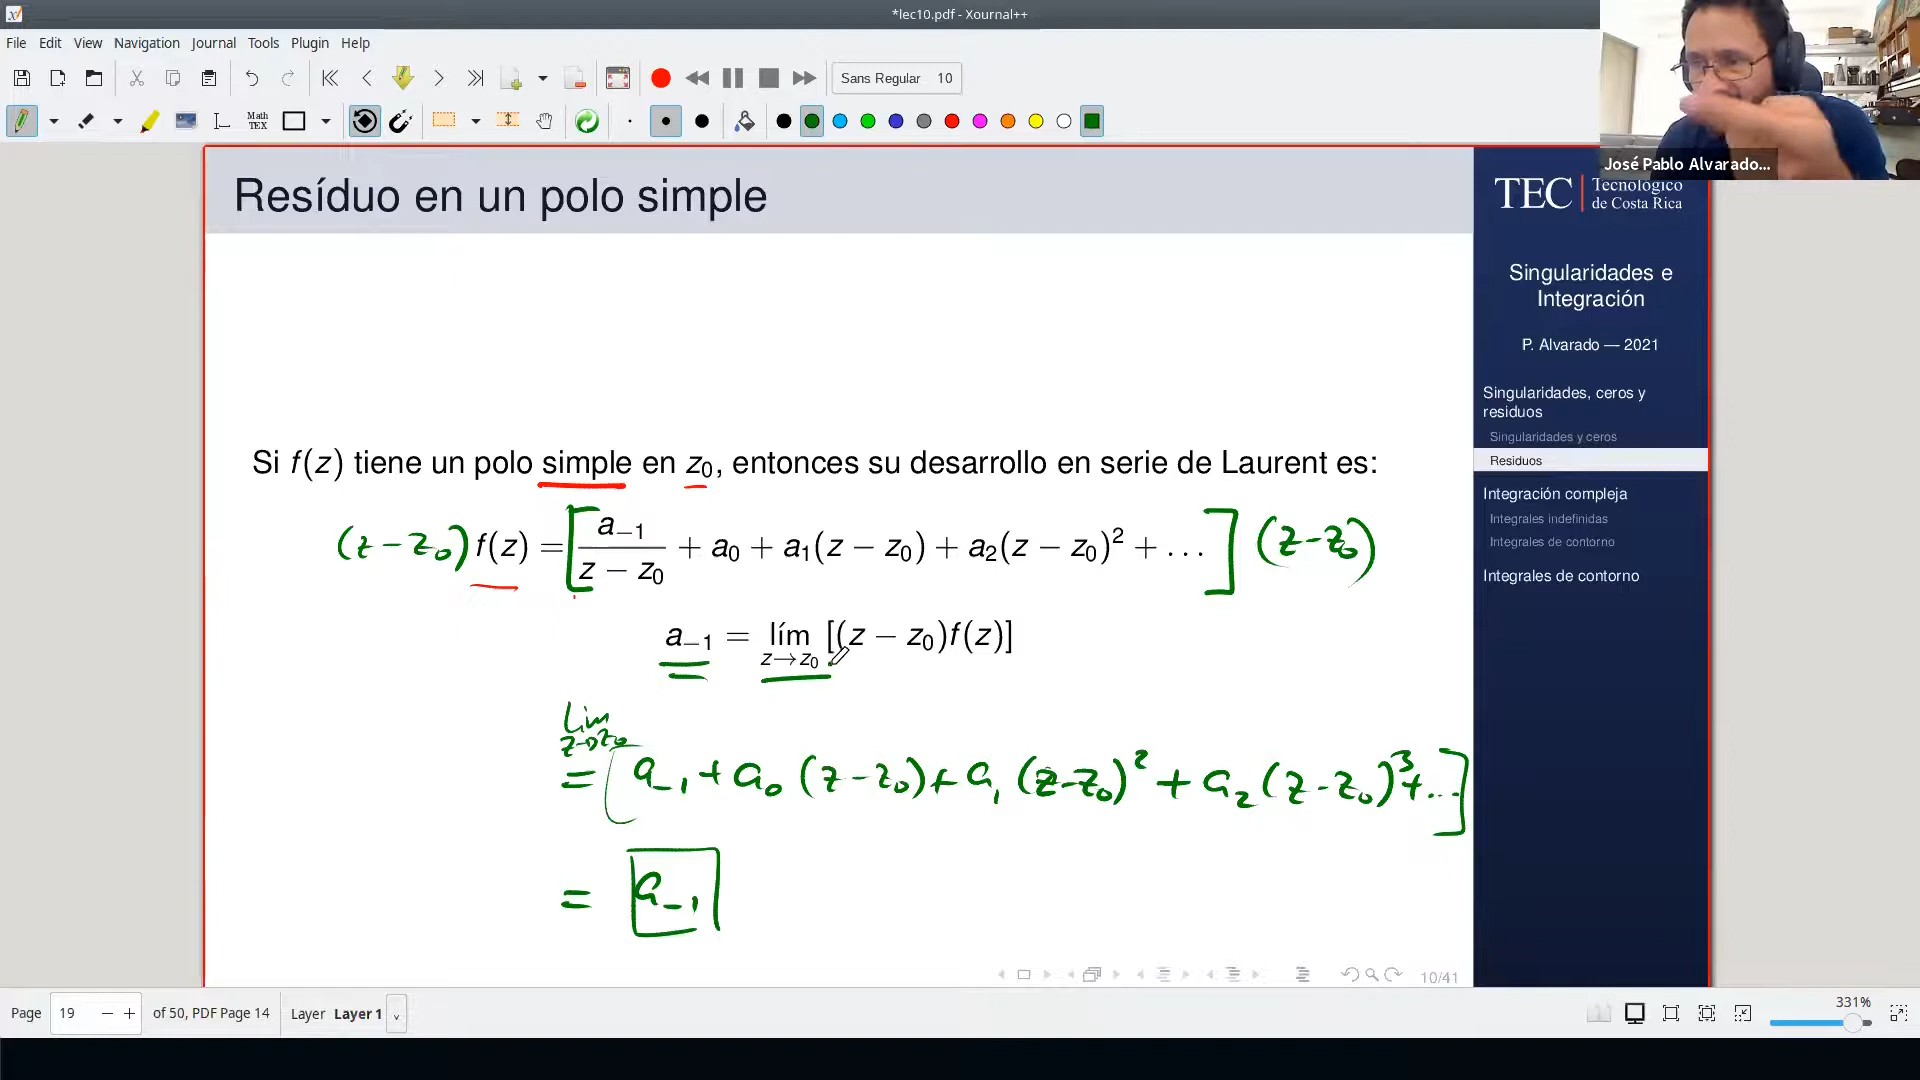 *lec10.pdf - Xournal++
File Edit View Navigation Journal Tools Plugin Help
Sans Regular 10
Math
TEX
José Pablo Alvarado...
Resíduo en un polo simple
TEC | Tecnológico
de Costa Rica
Singularidades e
Integración
P. Alvarado — 2021
Singularidades, ceros y
residuos
Singularidades y ceros
Residuos
Integración compleja
Integrales indefinidas
Integrales de contorno
Integrales de contorno
Si f(z) tiene un polo simple en z₀, entonces su desarrollo en serie de Laurent es:
(z-z₀) f(z) = [a₋₁/(z − z₀) + a₀ + a₁(z − z₀) + a₂(z − z₀)² + ...] (z-z₀)
a₋₁ = lím z→z₀ [(z − z₀)f(z)]
lim
z→z₀
= [a₋₁ + a₀ (z-z₀) + a₁ (z-z₀)² + a₂ (z-z₀)³ + ...]
= a₋₁
10/41
Page 19 of 50, PDF Page 14 Layer Layer 1
331%